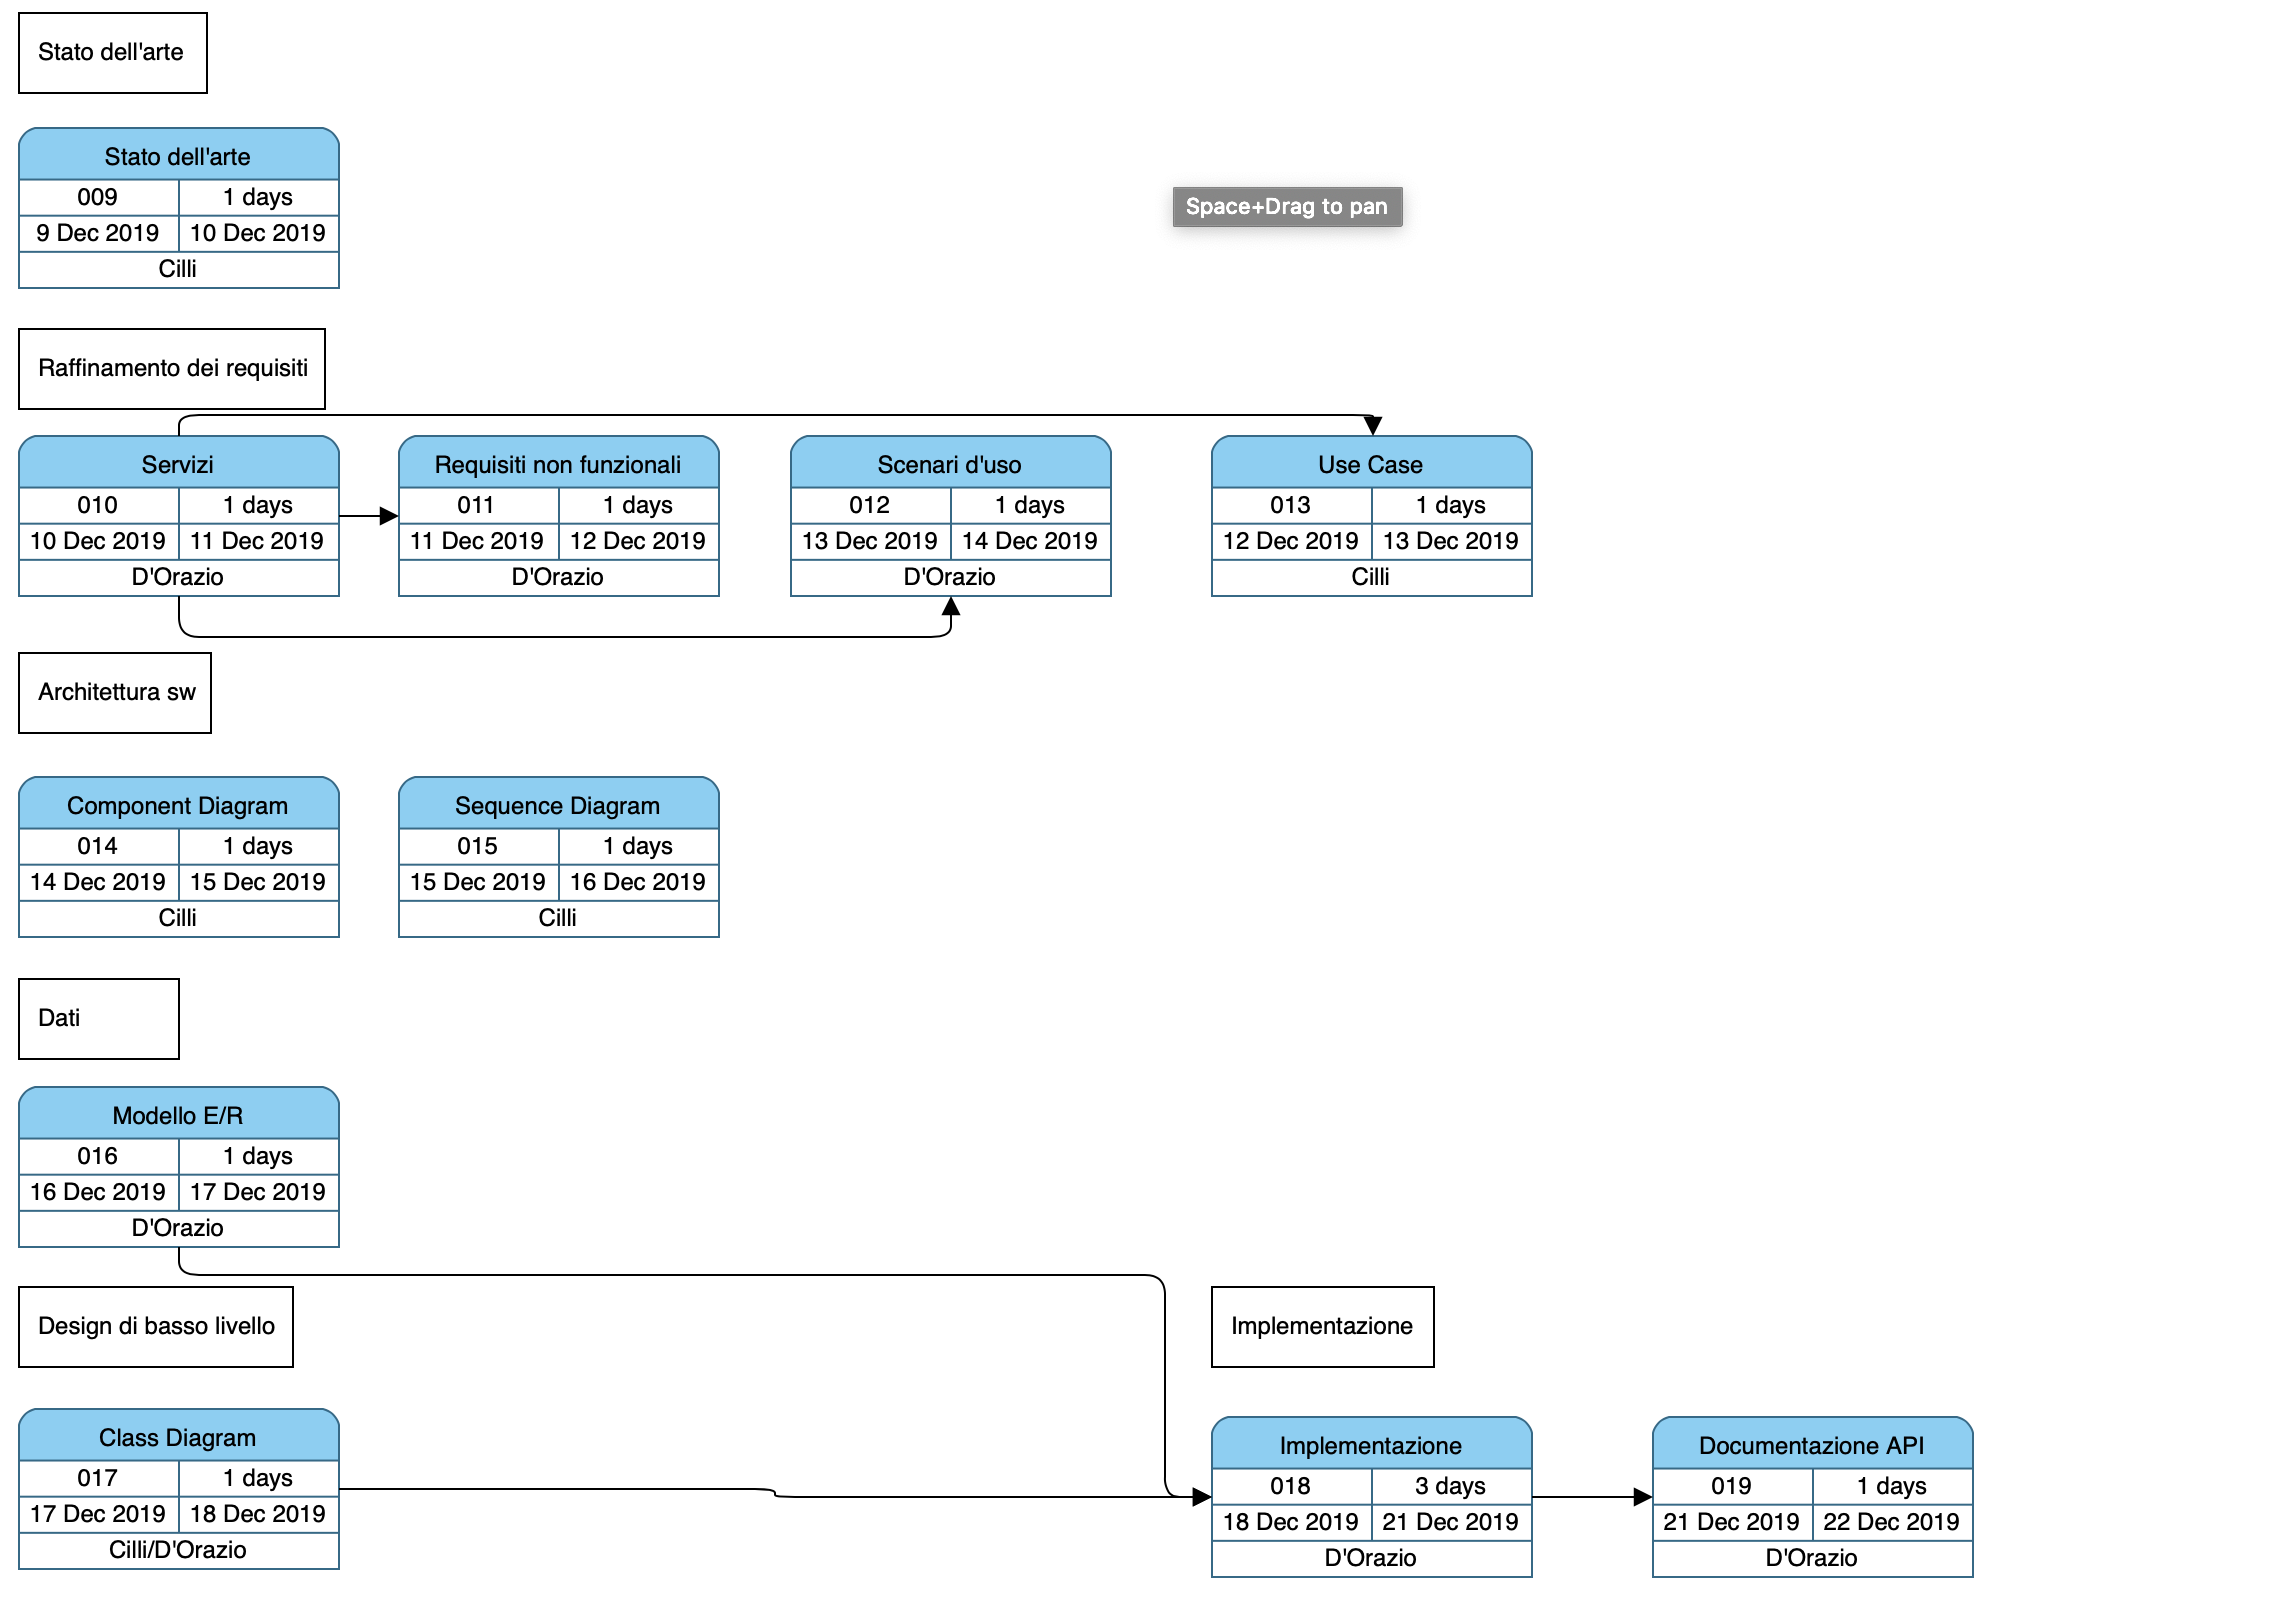 Stato dell'arte
Stato dell'arte
009 1 days
9 Dec 2019 10 Dec 2019
Cilli
Space+Drag to pan
Raffinamento dei requisiti
Servizi
010 1 days
10 Dec 2019 11 Dec 2019
D'Orazio
Requisiti non funzionali
011 1 days
11 Dec 2019 12 Dec 2019
D'Orazio
Scenari d'uso
012 1 days
13 Dec 2019 14 Dec 2019
D'Orazio
Use Case
013 1 days
12 Dec 2019 13 Dec 2019
Cilli
Architettura sw
Component Diagram
014 1 days
14 Dec 2019 15 Dec 2019
Cilli
Sequence Diagram
015 1 days
15 Dec 2019 16 Dec 2019
Cilli
Dati
Modello E/R
016 1 days
16 Dec 2019 17 Dec 2019
D'Orazio
Design di basso livello
Class Diagram
017 1 days
17 Dec 2019 18 Dec 2019
Cilli/D'Orazio
Implementazione
Implementazione
018 3 days
18 Dec 2019 21 Dec 2019
D'Orazio
Documentazione API
019 1 days
21 Dec 2019 22 Dec 2019
D'Orazio